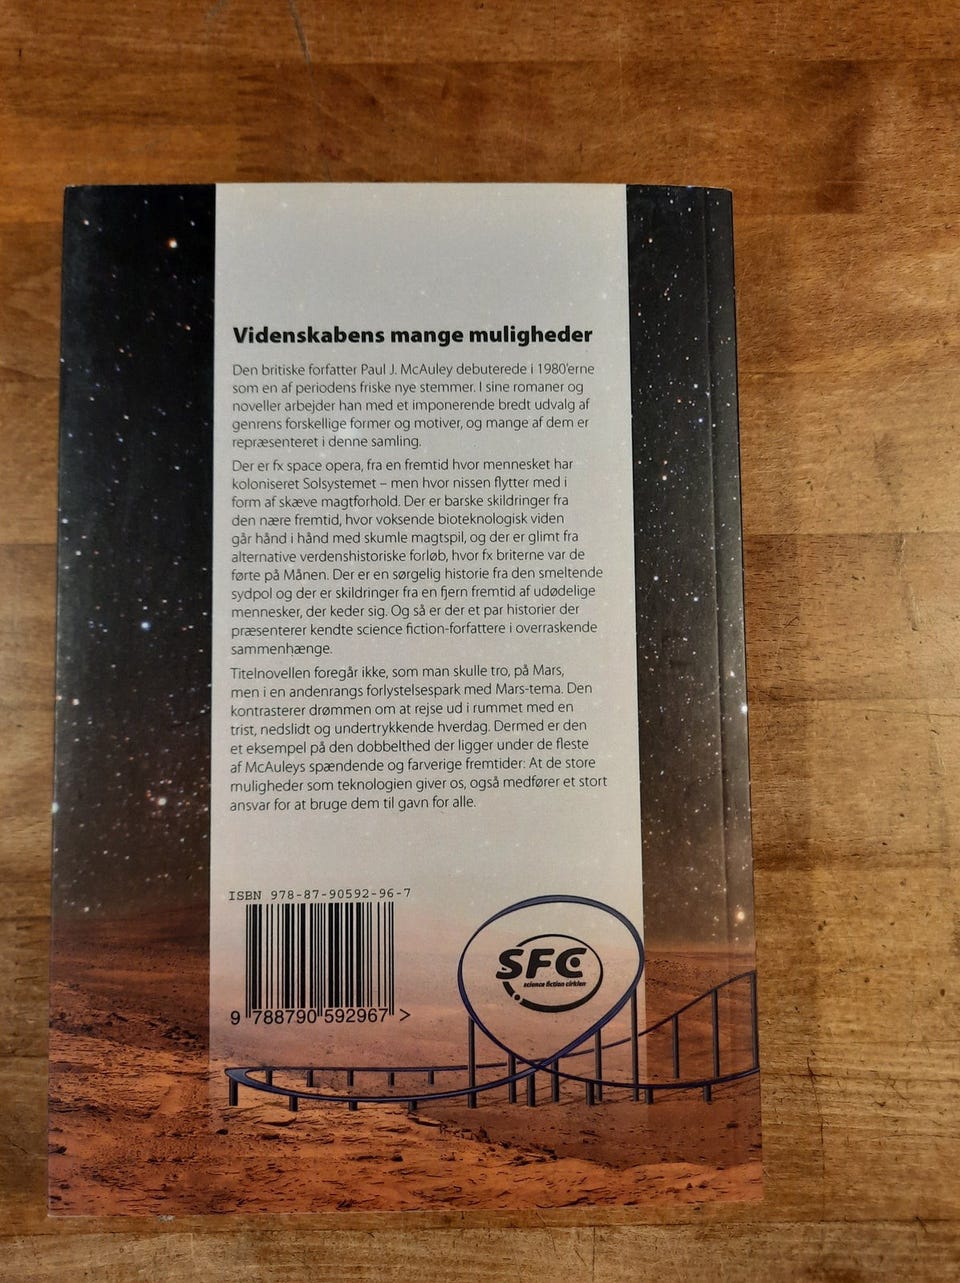 Videnskabens mange muligheder
Den britiske forfatter Paul J. McAuley debuterede i 1980'erne
som en af periodens friske nye stemmer. I sine romaner og
noveller arbejder han med et imponerende bredt udvalg af
genrens forskellige former og motiver, og mange af dem er
repræsenteret i denne samling.
Der er fx space opera, fra en fremtid hvor mennesket har
koloniseret Solsystemet – men hvor nissen flytter med i
form af skæve magtforhold. Der er barske skildringer fra
den nære fremtid, hvor voksende bioteknologisk viden
går hånd i hånd med skumle magtspil, og der er glimt fra
alternative verdenshistoriske forløb, hvor fx briterne var de
førte på Månen. Der er en sørgelig historie fra den smeltende
sydpol og der er skildringer fra en fjern fremtid af udødelige
mennesker, der keder sig. Og så er der et par historier der
præsenterer kendte science fiction-forfattere i overraskende
sammenhænge.
Titelnovellen foregår ikke, som man skulle tro, på Mars,
men i en andenrangs forlystelsespark med Mars-tema. Den
kontrasterer drømmen om at rejse ud i rummet med en
trist, nedslidt og undertrykkende hverdag. Dermed er den
et eksempel på den dobbelthed der ligger under de fleste
af McAuleys spændende og farverige fremtider: At de store
muligheder som teknologien giver os, også medfører et stort
ansvar for at bruge dem til gavn for alle.
ISBN 978-87-90592-96-7
9 788790 592967 >
SFC
science fiction cirklen